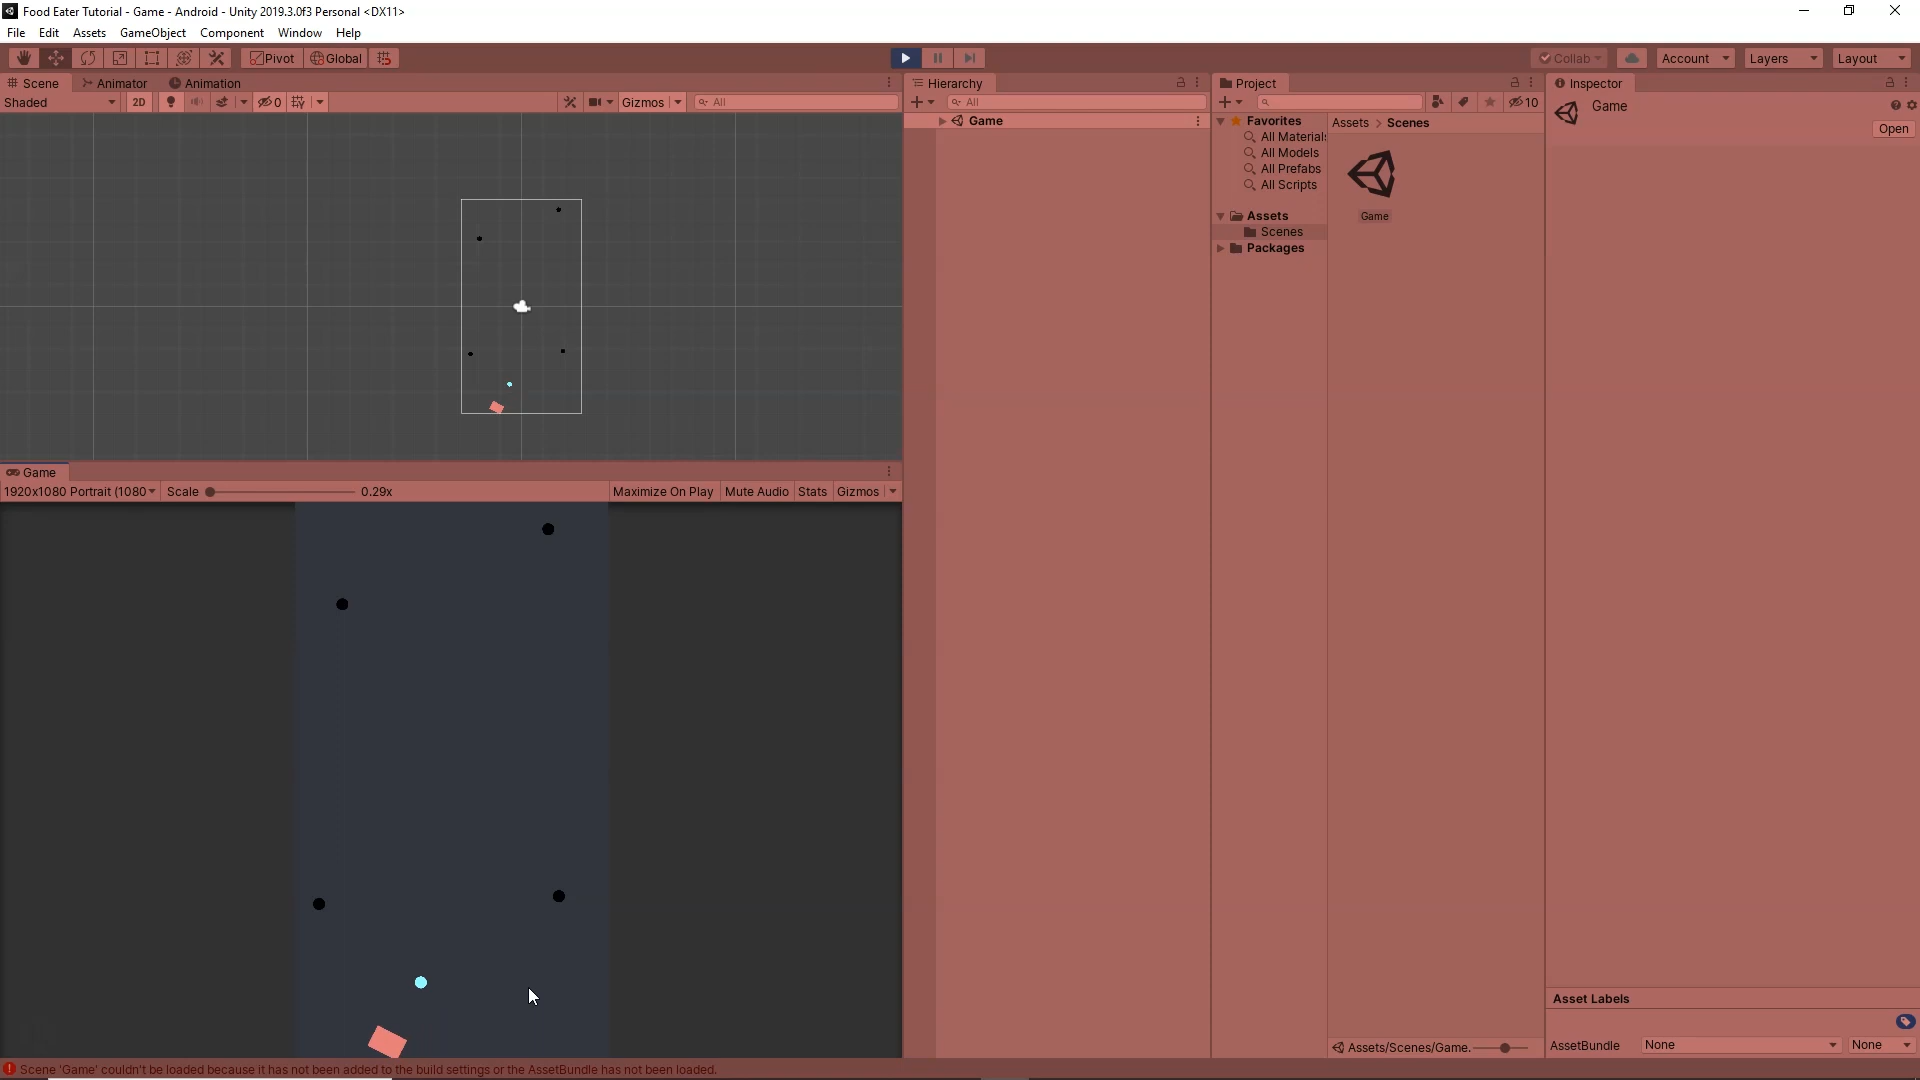 Food Eater Tutorial - Game - Android - Unity 2019.3.0f3 Personal <DX11>
File Edit Assets GameObject Component Window Help
Pivot Global Collab Account Layers Layout
Scene Animator Animation
Shaded 2D 0 Gizmos All
Hierarchy
All
Game
Project
10
Favorites
All Material
All Models
All Prefabs
All Scripts
Assets
Scenes
Packages
Assets > Scenes
Game
Assets/Scenes/Game.
Inspector
Game
Open
Asset Labels
AssetBundle None None
Game
1920x1080 Portrait (1080 Scale 0.29x Maximize On Play Mute Audio Stats Gizmos
Scene 'Game' couldn't be loaded because it has not been added to the build settings or the AssetBundle has not been loaded.